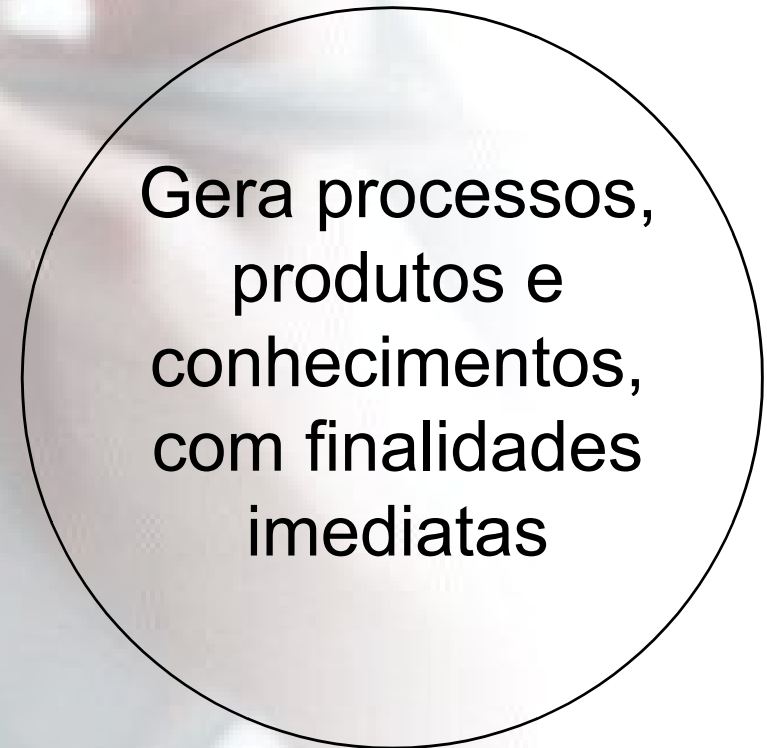 Gera processos,
produtos e
conhecimentos,
com finalidades
imediatas